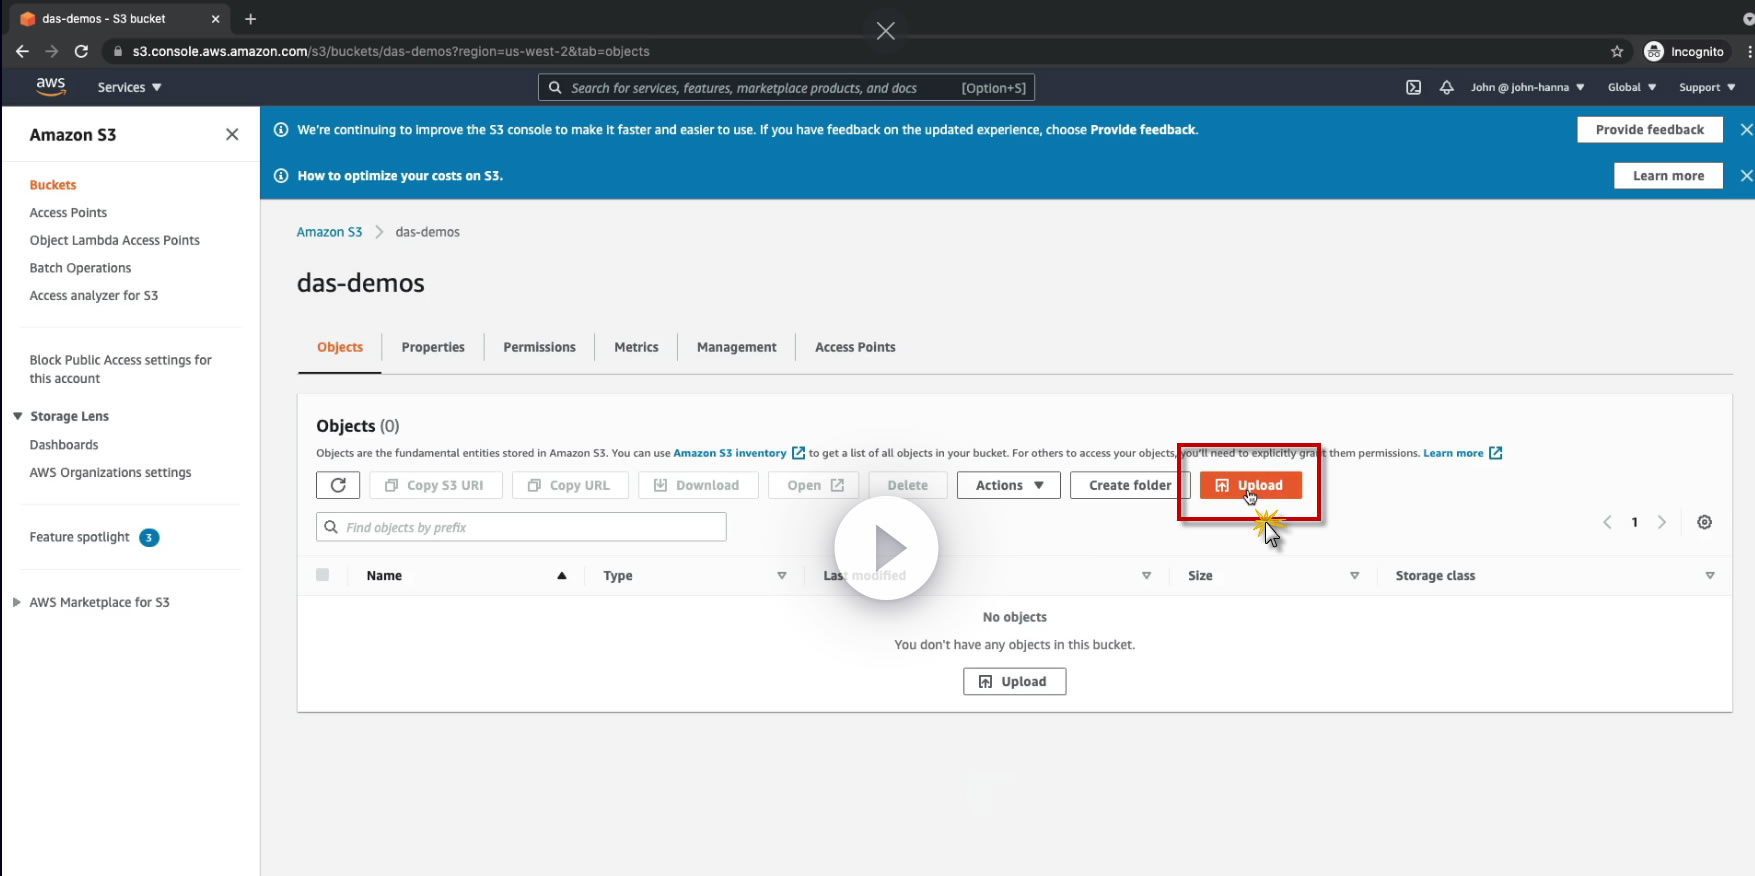 das-demos - S3 bucket
s3.console.aws.amazon.com/s3/buckets/das-demos?region=us-west-2&tab=objects
Incognito
aws
Services
Search for services, features, marketplace products, and docs
[Option+S]
John @ john-hanna
Global
Support
Amazon S3
Buckets
Access Points
Object Lambda Access Points
Batch Operations
Access analyzer for S3
Block Public Access settings for
this account
Storage Lens
Dashboards
AWS Organizations settings
Feature spotlight 3
AWS Marketplace for S3
We're continuing to improve the S3 console to make it faster and easier to use. If you have feedback on the updated experience, choose Provide feedback.
Provide feedback
How to optimize your costs on S3.
Learn more
Amazon S3 das-demos
das-demos
Objects Properties Permissions Metrics Management Access Points
Objects (0)
Objects are the fundamental entities stored in Amazon S3. You can use Amazon S3 inventory to get a list of all objects in your bucket. For others to access your objects, you'll need to explicitly grant them permissions. Learn more
Copy S3 URI Copy URL Download Open Delete Actions Create folder Upload
Find objects by prefix
1
Name Type Last modified Size Storage class
No objects
You don't have any objects in this bucket.
Upload